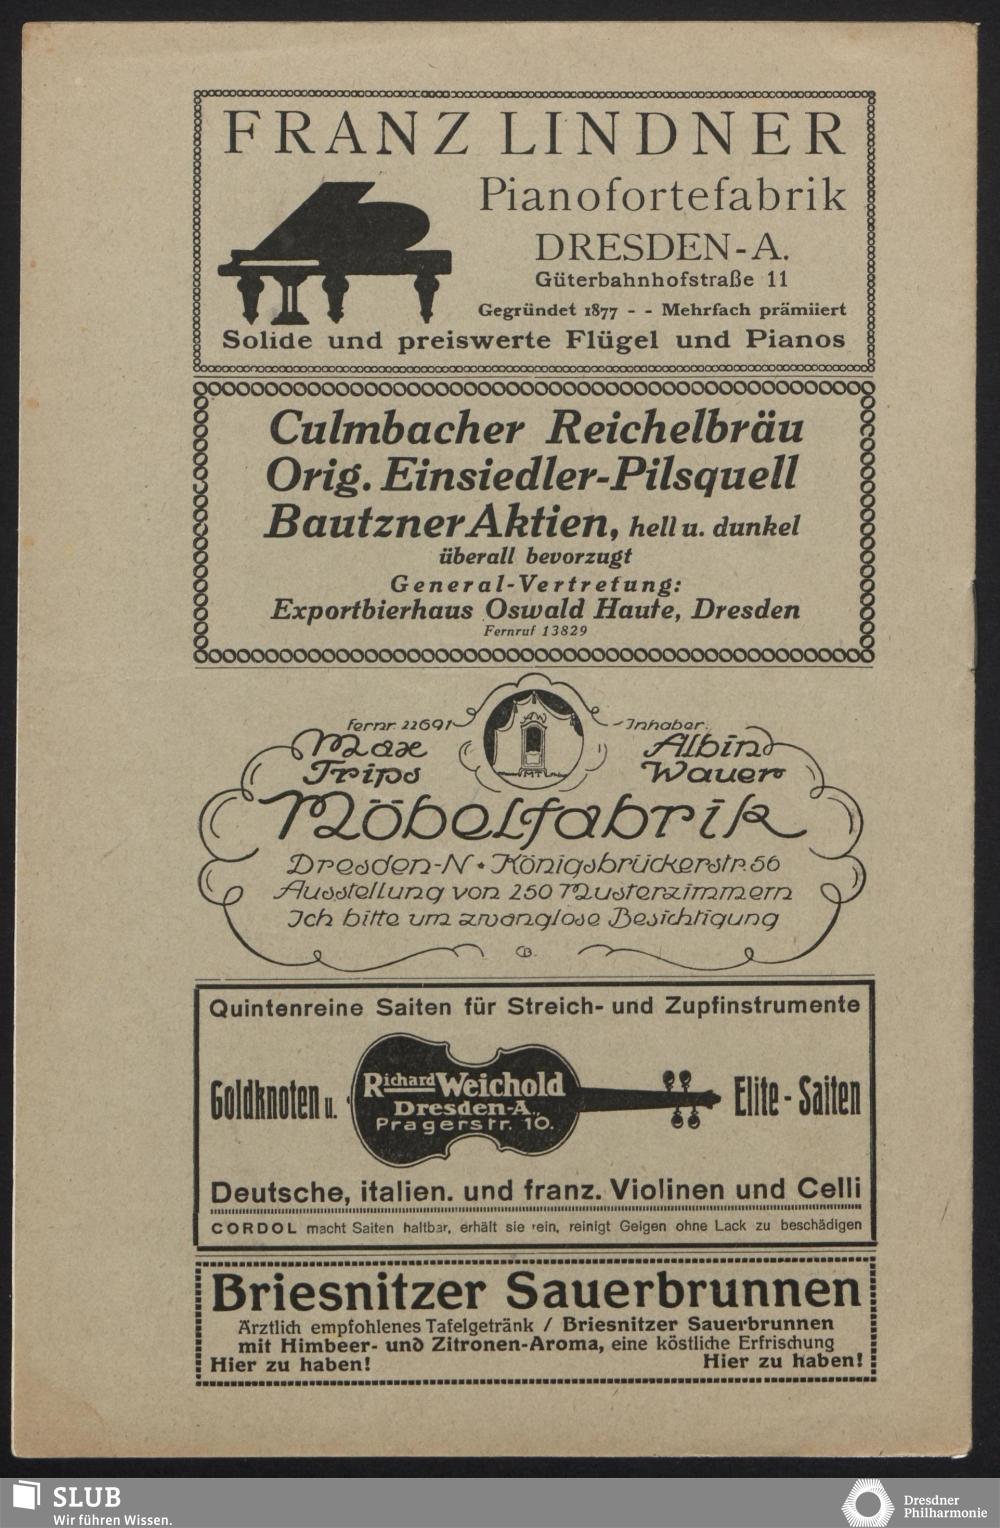 FRANZ LINDNER
Pianofortefabrik
DRESDEN-A.
Güterbahnhofstraße 11
Gegründet 1877 - - Mehrfach prämiiert
Solide und preiswerte Flügel und Pianos
Culmbacher Reichelbräu
Orig. Einsiedler-Pilsquell
Bautzner Aktien, hell u. dunkel
überall bevorzugt
General-Vertretung:
Exportbierhaus Oswald Haufe, Dresden
Fernruf 13829
Fernr. 22691
Inhaber:
Max Albin
Trips Wauer
MT
Möbelfabrik
Dresden-N • Königsbrückerstr. 56
Ausstellung von 250 Musterzimmern
Ich bitte um zwanglose Besichtigung
CB.
Quintenreine Saiten für Streich- und Zupfinstrumente
Goldknoten u.
Richard Weichold
Dresden-A.,
Pragerstr. 10.
Elite-Saiten
Deutsche, italien. und franz. Violinen und Celli
CORDOL macht Saiten haltbar, erhält sie rein, reinigt Geigen ohne Lack zu beschädigen
Briesnitzer Sauerbrunnen
Ärztlich empfohlenes Tafelgetränk / Briesnitzer Sauerbrunnen
mit Himbeer- und Zitronen-Aroma, eine köstliche Erfrischung
Hier zu haben! Hier zu haben!
SLUB
Wir führen Wissen.
Dresdner
Philharmonie